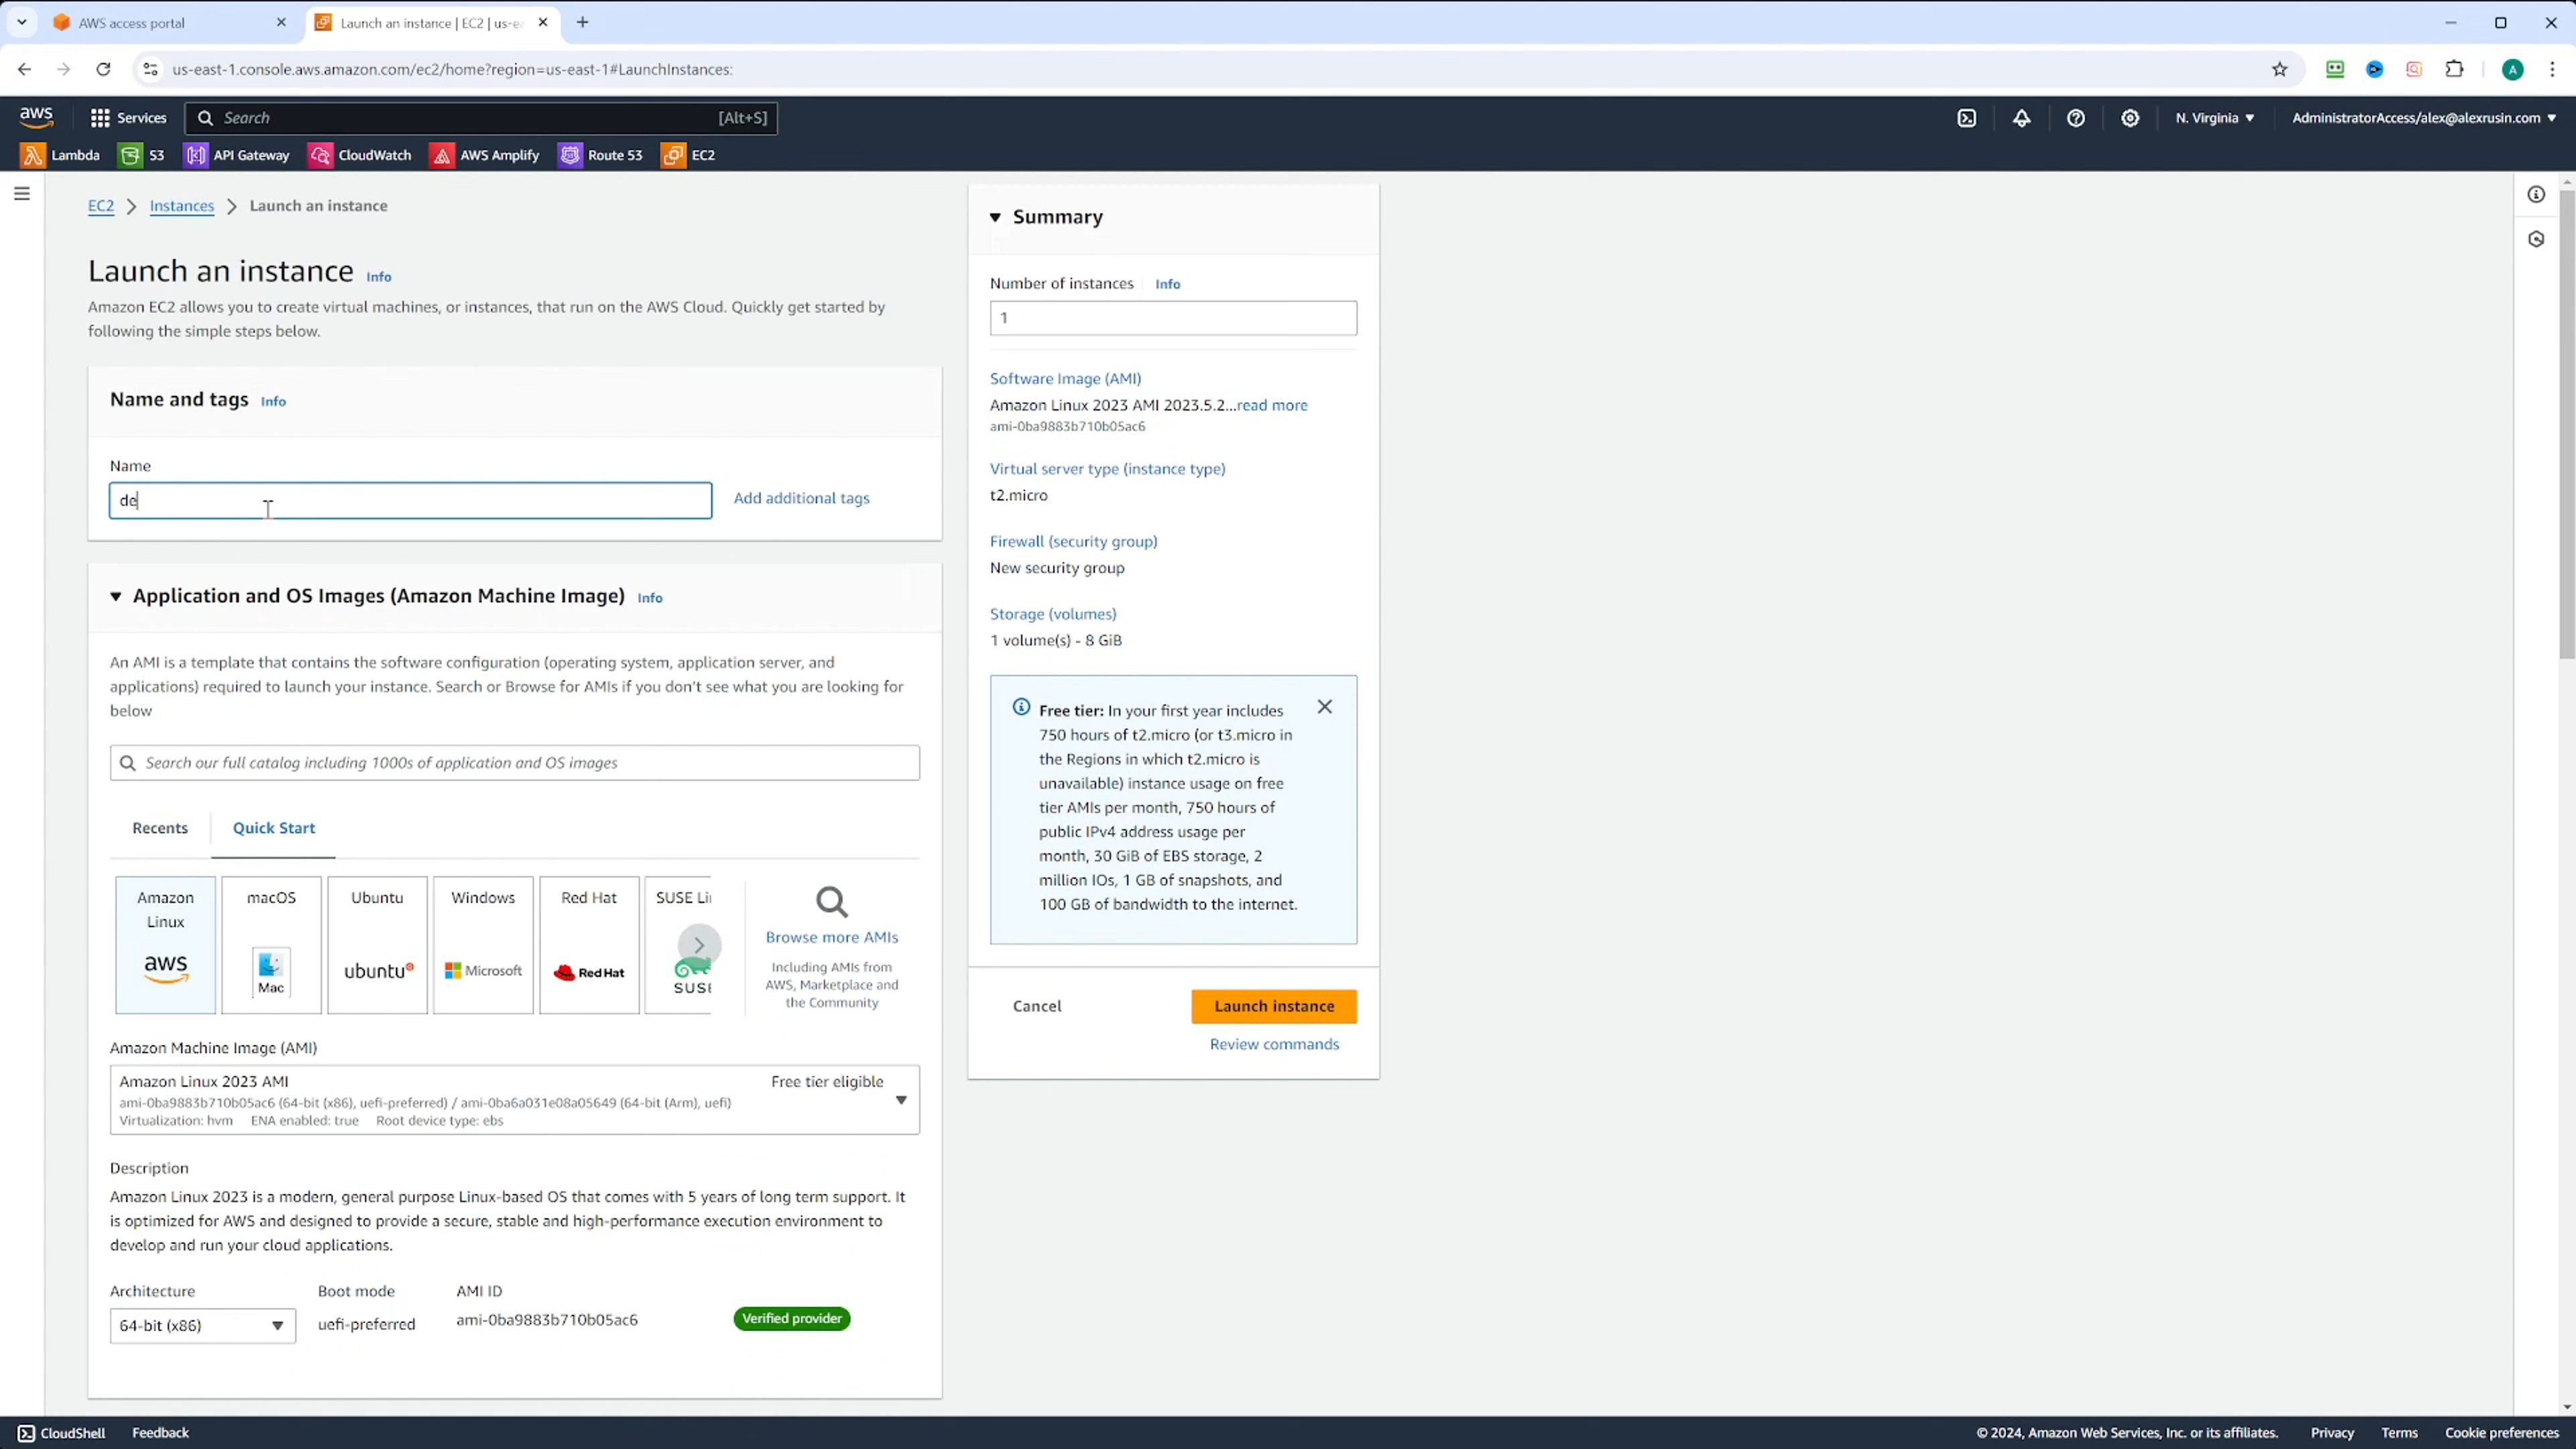 AWS access portal
Launch an instance | EC2 | us-ea
us-east-1.console.aws.amazon.com/ec2/home?region=us-east-1#LaunchInstances:
A
aws
Services
Search
[Alt+S]
N. Virginia
AdministratorAccess/alex@alexrusin.com
Lambda
S3
API Gateway
CloudWatch
AWS Amplify
Route 53
EC2
EC2
Instances
Launch an instance
Launch an instance Info
Amazon EC2 allows you to create virtual machines, or instances, that run on the AWS Cloud. Quickly get started by
following the simple steps below.
Name and tags Info
Name
de
Add additional tags
Application and OS Images (Amazon Machine Image) Info
An AMI is a template that contains the software configuration (operating system, application server, and
applications) required to launch your instance. Search or Browse for AMIs if you don't see what you are looking for
below
Search our full catalog including 1000s of application and OS images
Recents
Quick Start
Amazon
Linux
aws
macOS
Mac
Ubuntu
ubuntu
Windows
Microsoft
Red Hat
Red Hat
SUSE Li
SUSE
Browse more AMIs
Including AMIs from
AWS, Marketplace and
the Community
Amazon Machine Image (AMI)
Amazon Linux 2023 AMI
Free tier eligible
ami-0ba9883b710b05ac6 (64-bit (x86), uefi-preferred) / ami-0ba6a031e08a05649 (64-bit (Arm), uefi)
Virtualization: hvm ENA enabled: true Root device type: ebs
Description
Amazon Linux 2023 is a modern, general purpose Linux-based OS that comes with 5 years of long term support. It
is optimized for AWS and designed to provide a secure, stable and high-performance execution environment to
develop and run your cloud applications.
Architecture
Boot mode
AMI ID
64-bit (x86)
uefi-preferred
ami-0ba9883b710b05ac6
Verified provider
Summary
Number of instances Info
1
Software Image (AMI)
Amazon Linux 2023 AMI 2023.5.2...read more
ami-0ba9883b710b05ac6
Virtual server type (instance type)
t2.micro
Firewall (security group)
New security group
Storage (volumes)
1 volume(s) - 8 GiB
Free tier: In your first year includes
750 hours of t2.micro (or t3.micro in
the Regions in which t2.micro is
unavailable) instance usage on free
tier AMIs per month, 750 hours of
public IPv4 address usage per
month, 30 GiB of EBS storage, 2
million IOs, 1 GB of snapshots, and
100 GB of bandwidth to the internet.
Cancel
Launch instance
Review commands
CloudShell
Feedback
© 2024, Amazon Web Services, Inc. or its affiliates.
Privacy
Terms
Cookie preferences